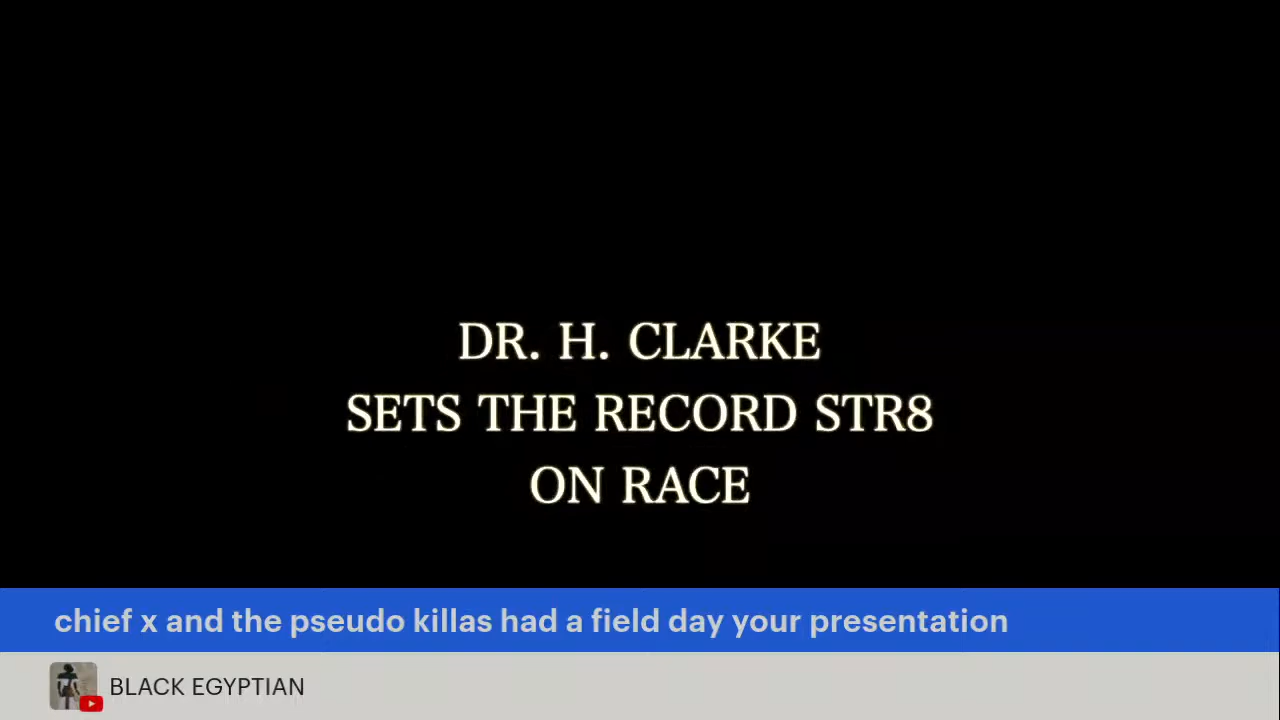 DR. H. CLARKE
SETS THE RECORD STR8
ON RACE
chief x and the pseudo killas had a field day your presentation
BLACK EGYPTIAN